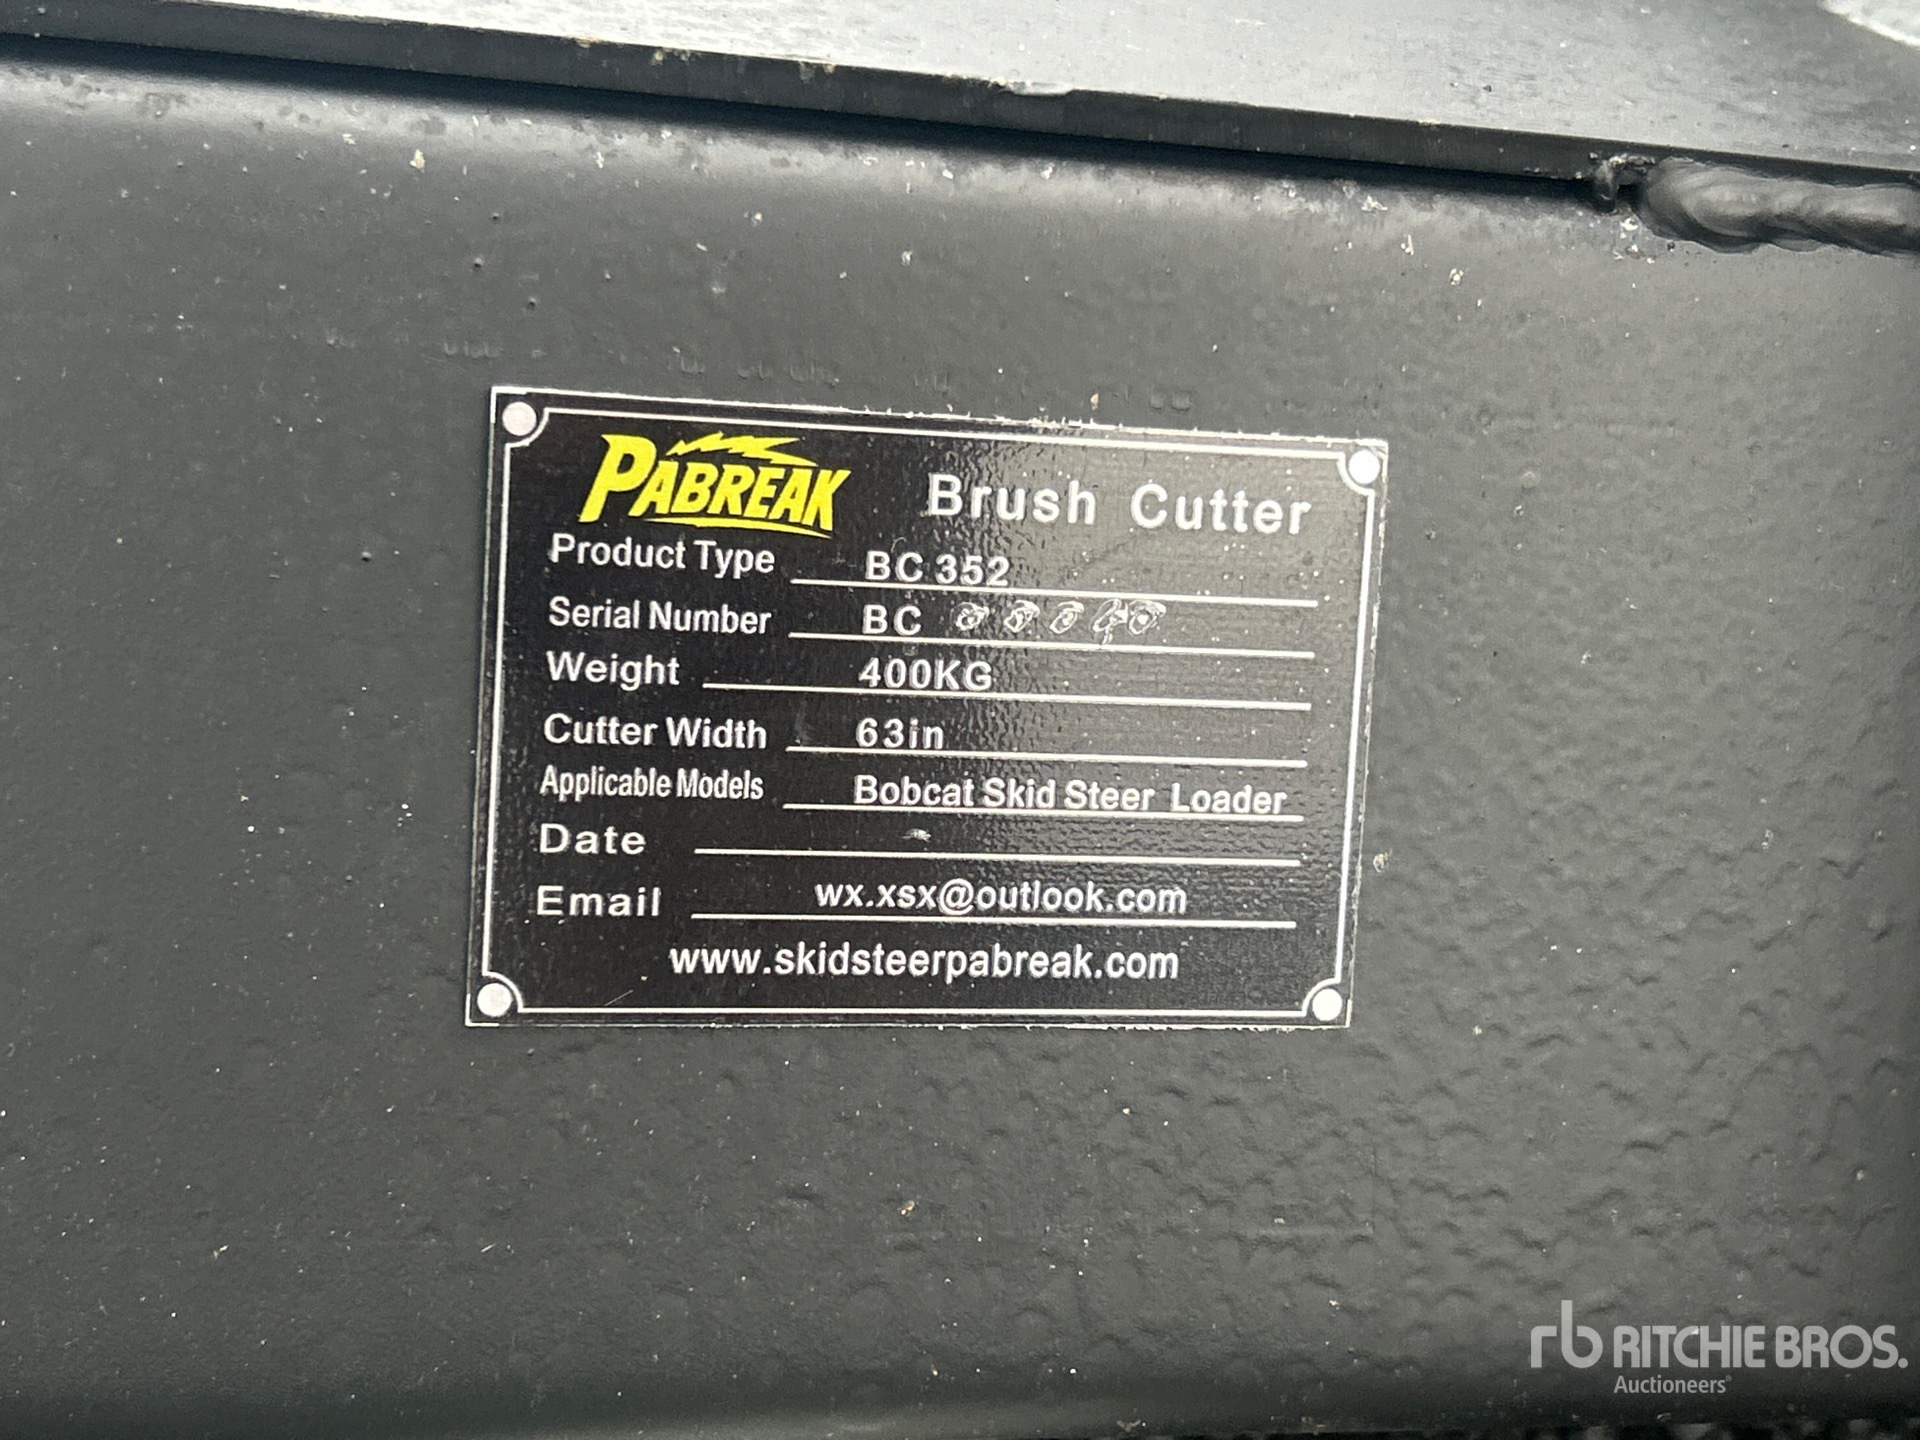 PABREAK Brush Cutter
Product Type BC 352
Serial Number BC
Weight 400KG
Cutter Width 63in
Applicable Models Bobcat Skid Steer Loader
Date
Email wx.xsx@outlook.com
www.skidsteerpabreak.com
rb RITCHIE BROS.
Auctioneers